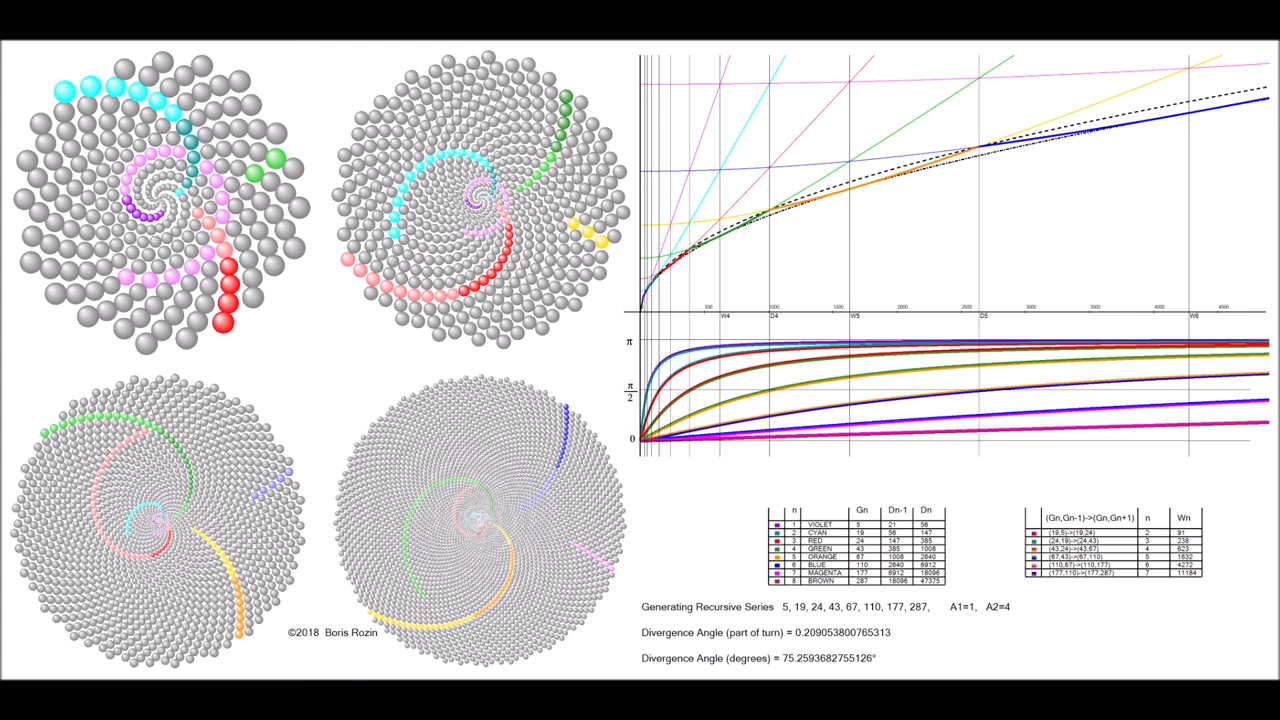 500 1000 1500 2000 2500 3000 3500 4000 4500
W4 D4 W5 D5 W6
π
π
2
0
n Gn Dn-1 Dn
1 VIOLET 5 21 56
2 CYAN 19 56 147
3 RED 24 147 385
4 GREEN 43 385 1008
5 ORANGE 67 1008 2640
6 BLUE 110 2640 6912
7 MAGENTA 177 6912 18096
8 BROWN 287 18096 47375
(Gn,Gn-1)->(Gn,Gn+1) n Wn
(19,5)->(19,24) 2 91
(24,19)->(24,43) 3 238
(43,24)->(43,67) 4 623
(67,43)->(67,110) 5 1632
(110,67)->(110,177) 6 4272
(177,110)->(177,287) 7 11184
Generating Recursive Series 5, 19, 24, 43, 67, 110, 177, 287, A1=1, A2=4
©2018 Boris Rozin
Divergence Angle (part of turn) = 0.209053800765313
Divergence Angle (degrees) = 75.2593682755126°